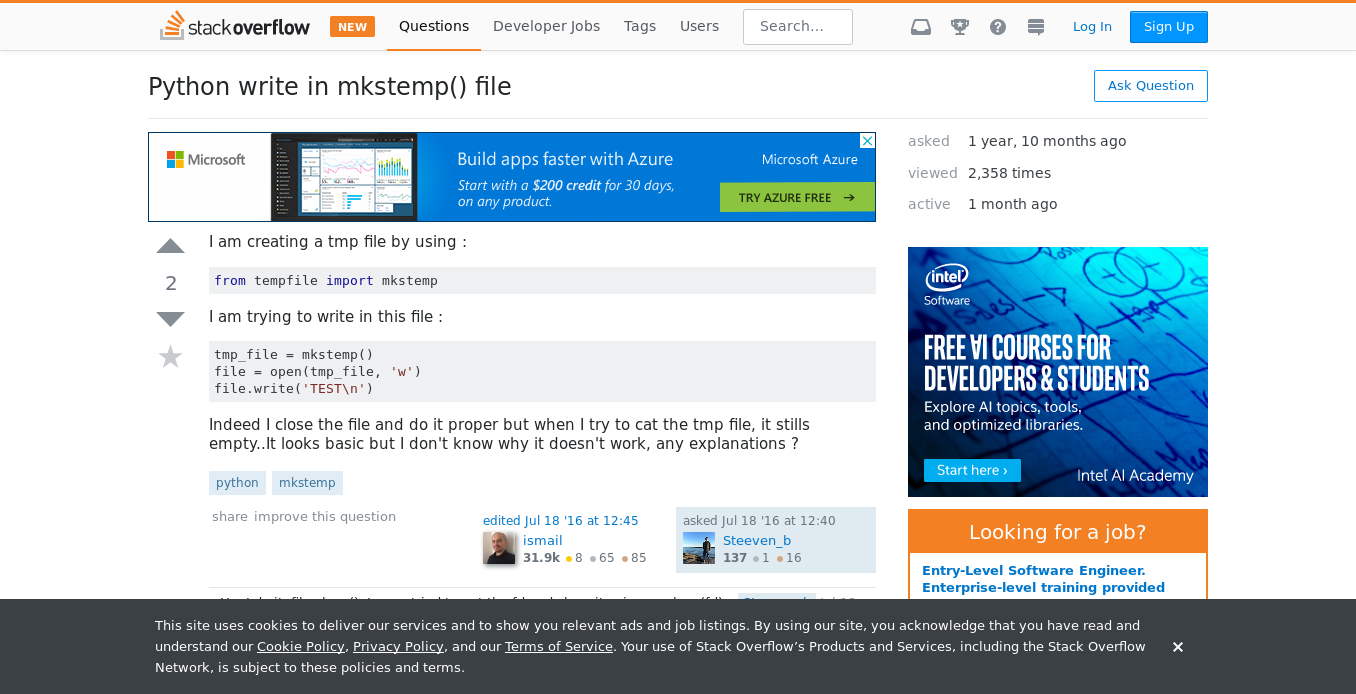 stackoverflow
NEW
Questions
Developer Jobs
Tags
Users
Search...
Log In
Sign Up
Python write in mkstemp() file
Ask Question
Microsoft
Build apps faster with Azure
Start with a $200 credit for 30 days,
on any product.
Microsoft Azure
TRY AZURE FREE →
asked 1 year, 10 months ago
viewed 2,358 times
active 1 month ago
2
I am creating a tmp file by using :
from tempfile import mkstemp
I am trying to write in this file :
tmp_file = mkstemp()
file = open(tmp_file, 'w')
file.write('TEST\n')
Indeed I close the file and do it proper but when I try to cat the tmp file, it stills
empty..It looks basic but I don't know why it doesn't work, any explanations ?
python
mkstemp
share improve this question
edited Jul 18 '16 at 12:45
ismail
31.9k 8 65 85
asked Jul 18 '16 at 12:40
Steeven_b
137 1 16
intel
Software
FREE AI COURSES FOR
DEVELOPERS & STUDENTS
Explore AI topics, tools,
and optimized libraries.
Start here ›
Intel AI Academy
Looking for a job?
Entry-Level Software Engineer.
Enterprise-level training provided
This site uses cookies to deliver our services and to show you relevant ads and job listings. By using our site, you acknowledge that you have read and
understand our Cookie Policy, Privacy Policy, and our Terms of Service. Your use of Stack Overflow’s Products and Services, including the Stack Overflow
Network, is subject to these policies and terms.